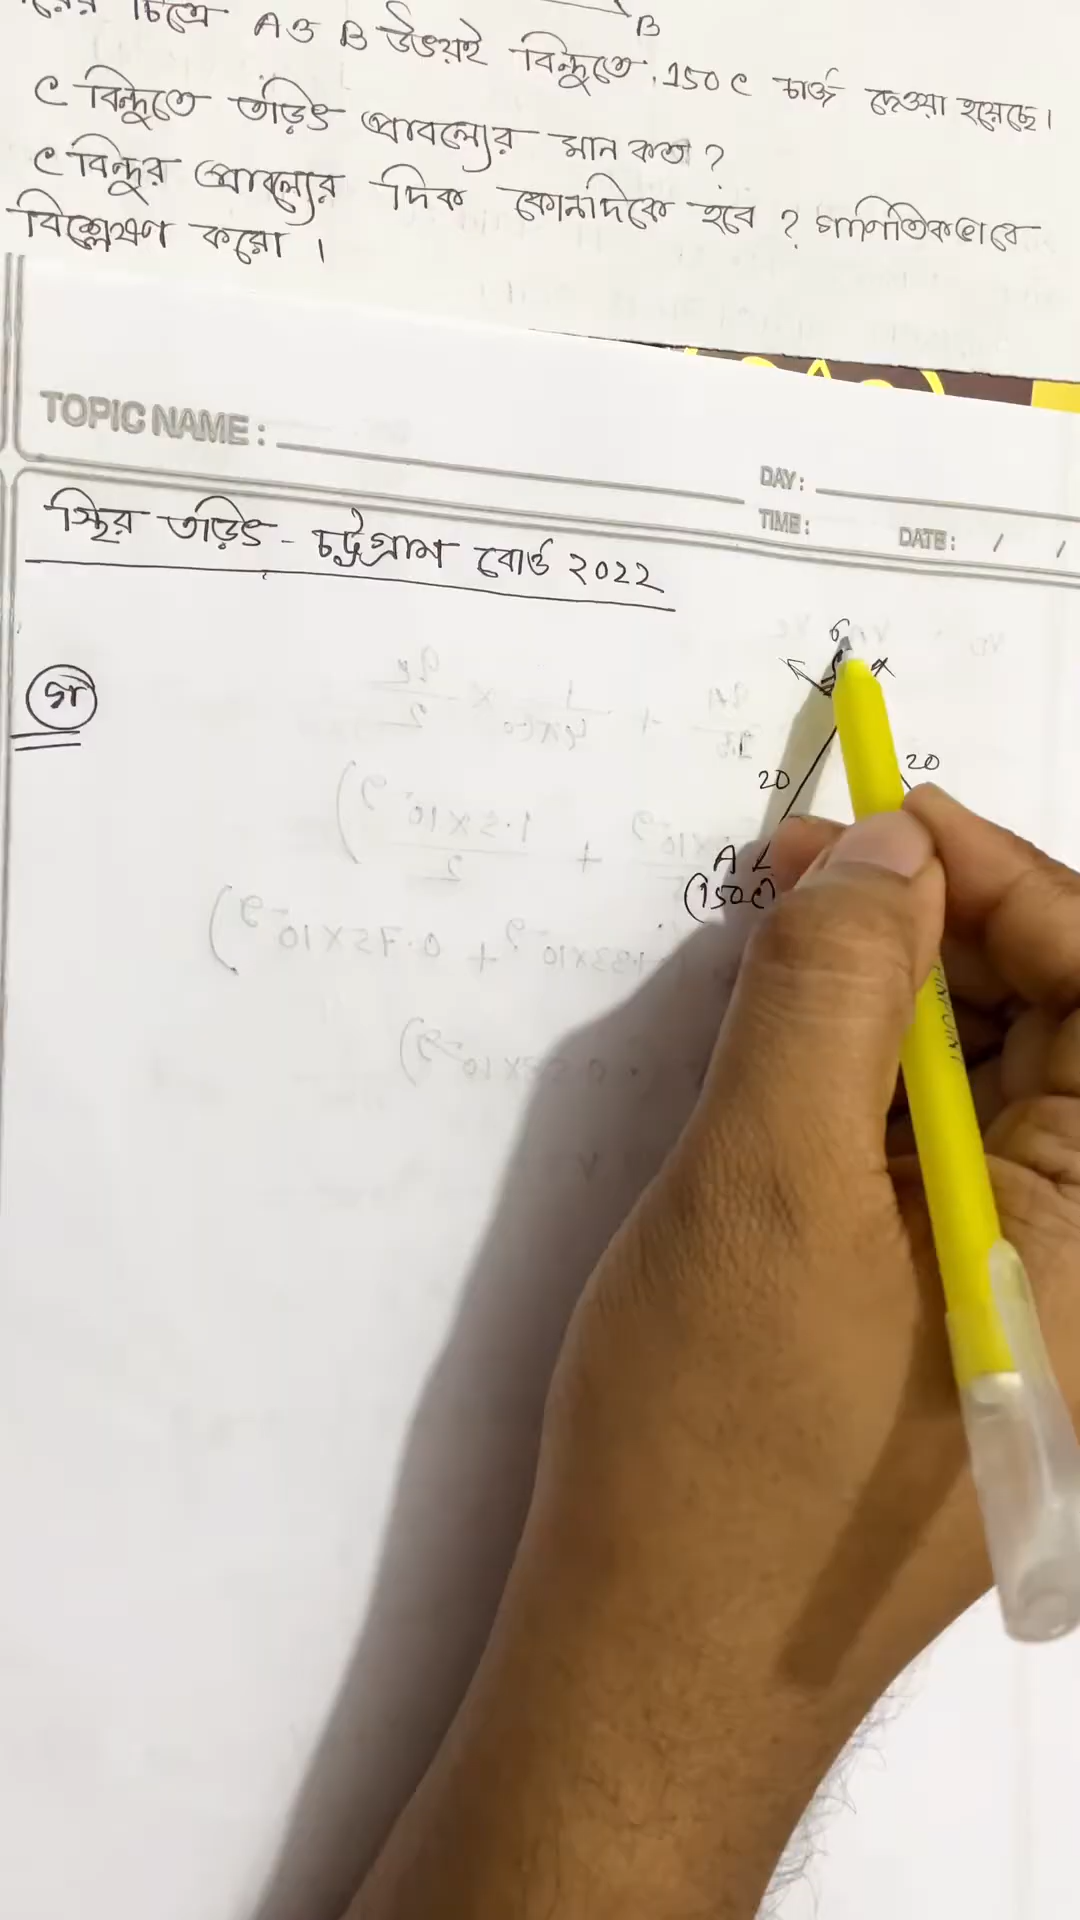 B
চিত্রে A ও B উভয়ই বিন্দুতে 150 C চার্জ দেওয়া হয়েছে।
C বিন্দুতে তড়িৎ প্রাবল্যের মান কত?
C বিন্দুর প্রাবল্যের দিক কোনদিকে হবে? গাণিতিকভাবে
বিশ্লেষণ করো।
TOPIC NAME :
DAY :
TIME :
DATE : / /
স্থির তড়িৎ - চট্টগ্রাম বোর্ড ২০২২
গ
20
20
A
(150C)